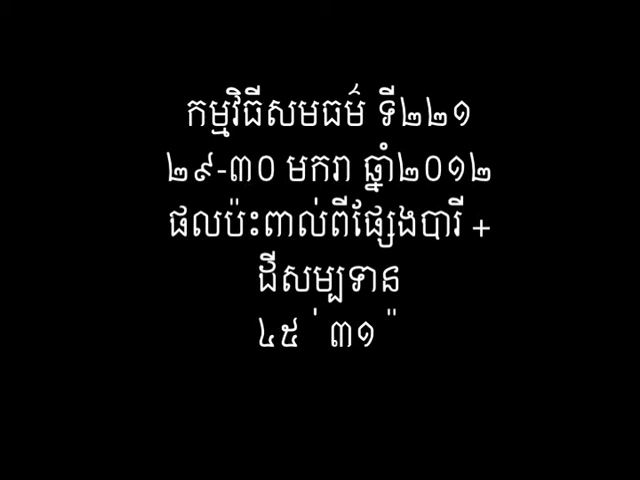 កម្មវិធីសមធម៌ ទី២២១
២៩-៣០ មករា ឆ្នាំ២០១២
ផលប៉ះពាល់ពីផ្សែងបារី +
ដីសម្បទាន
៤៥ ' ៣១ "